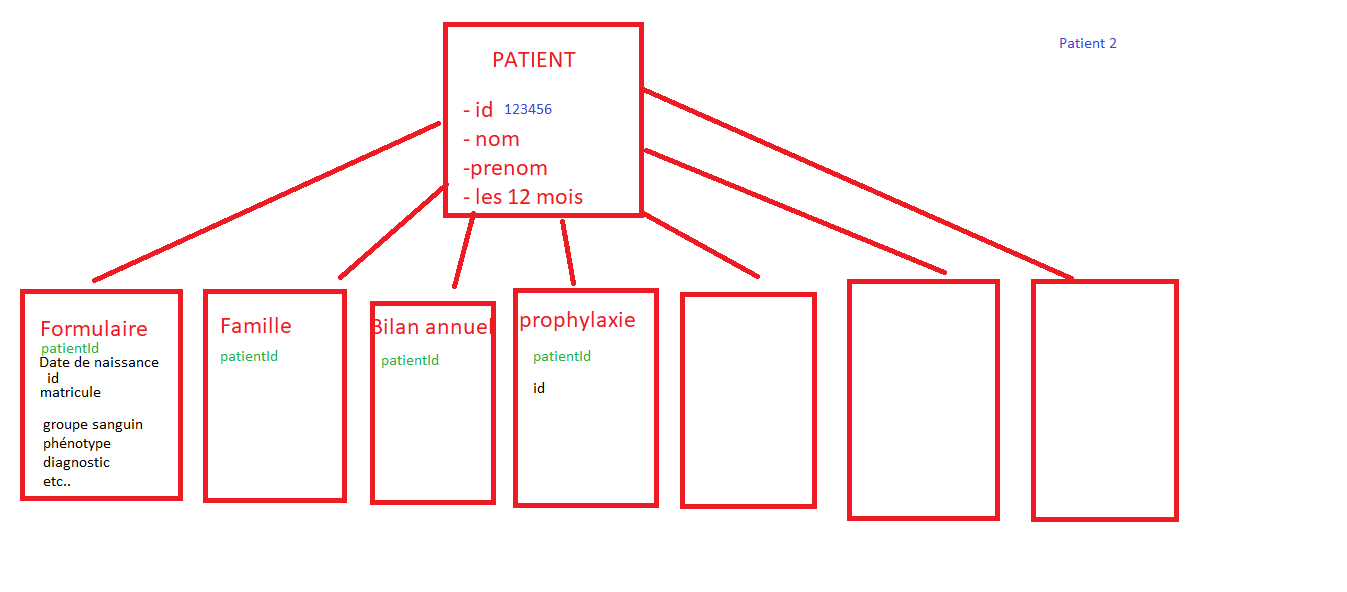 PATIENT
- id 123456
- nom
-prenom
- les 12 mois
Patient 2
Formulaire
patientId
Date de naissance
id
matricule
groupe sanguin
phénotype
diagnostic
etc..
Famille
patientId
Bilan annuel
patientId
prophylaxie
patientId
id